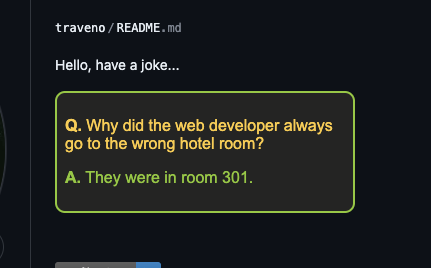 traveno/README.md
Hello, have a joke...
Q. Why did the web developer always
go to the wrong hotel room?
A. They were in room 301.